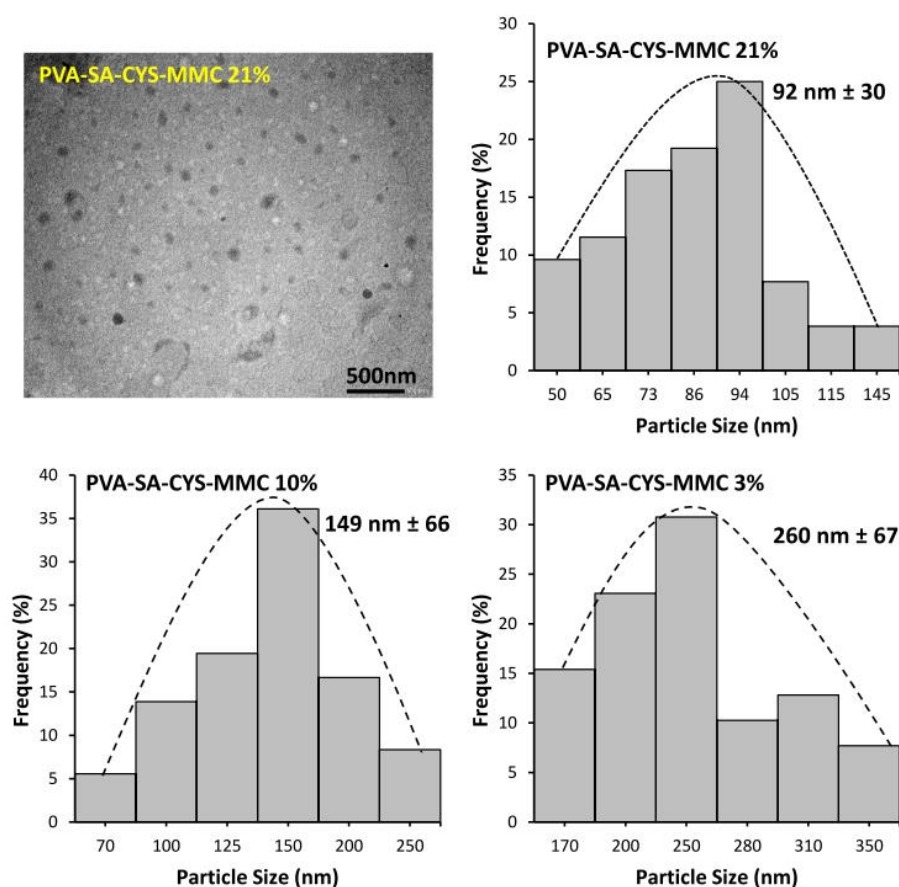 PVA-SA-CYS-MMC 21%
500nm
PVA-SA-CYS-MMC 21%
92 nm ± 30
Frequency (%)
30
25
20
15
10
5
0
50 65 73 86 94 105 115 145
Particle Size (nm)
PVA-SA-CYS-MMC 10%
149 nm ± 66
Frequency (%)
40
35
30
25
20
15
10
5
0
70 100 125 150 200 250
Particle Size (nm)
PVA-SA-CYS-MMC 3%
260 nm ± 67
Frequency (%)
35
30
25
20
15
10
5
0
170 200 250 280 310 350
Particle Size (nm)